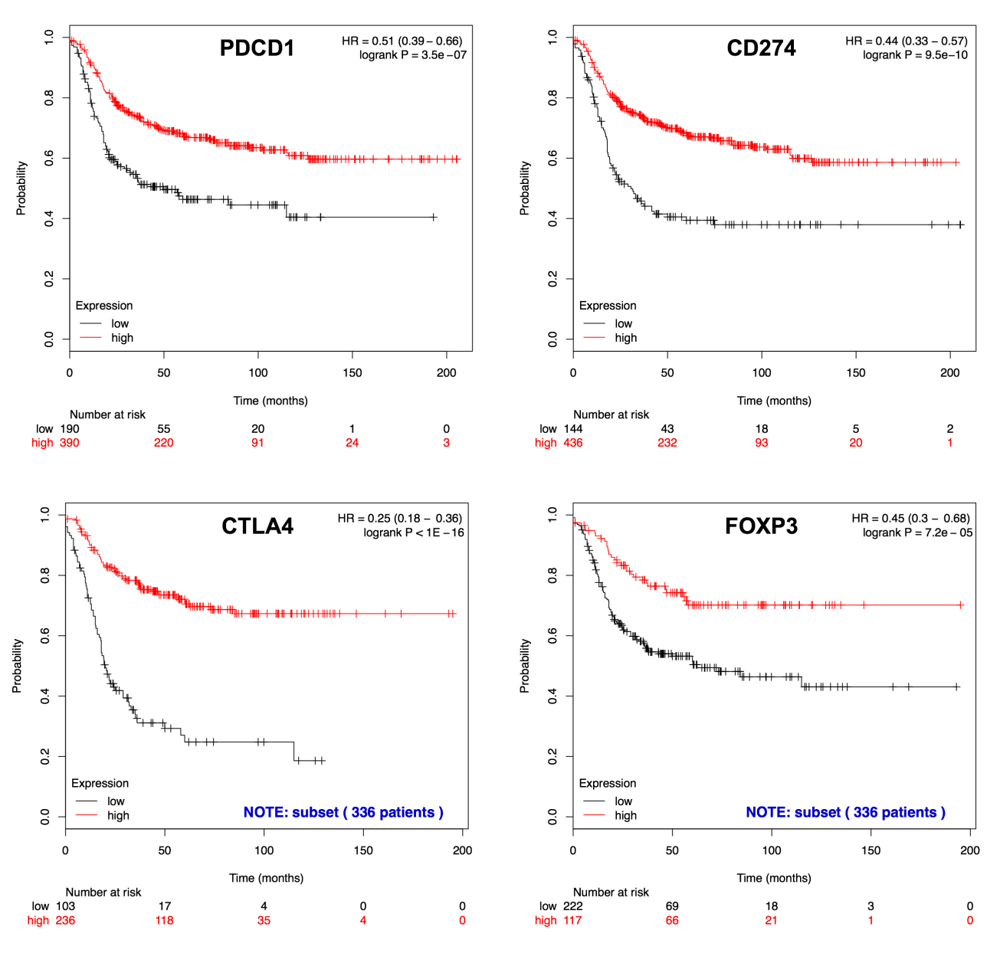 PDCD1
HR = 0.51 (0.39 – 0.66)
logrank P = 3.5e –07
1.0
0.8
0.6
0.4
0.2
0.0
Probability
Expression
low
high
0 50 100 150 200
Time (months)
Number at risk
low 190 55 20 1 0
high 390 220 91 24 3
CD274
HR = 0.44 (0.33 – 0.57)
logrank P = 9.5e–10
1.0
0.8
0.6
0.4
0.2
0.0
Probability
Expression
low
high
0 50 100 150 200
Time (months)
Number at risk
low 144 43 18 5 2
high 436 232 93 20 1
CTLA4
HR = 0.25 (0.18 – 0.36)
logrank P < 1E –16
1.0
0.8
0.6
0.4
0.2
0.0
Probability
Expression
low
high
NOTE: subset ( 336 patients )
0 50 100 150 200
Time (months)
Number at risk
low 103 17 4 0 0
high 236 118 35 4 0
FOXP3
HR = 0.45 (0.3 – 0.68)
logrank P = 7.2e – 05
1.0
0.8
0.6
0.4
0.2
0.0
Probability
Expression
low
high
NOTE: subset ( 336 patients )
0 50 100 150 200
Time (months)
Number at risk
low 222 69 18 3 0
high 117 66 21 1 0